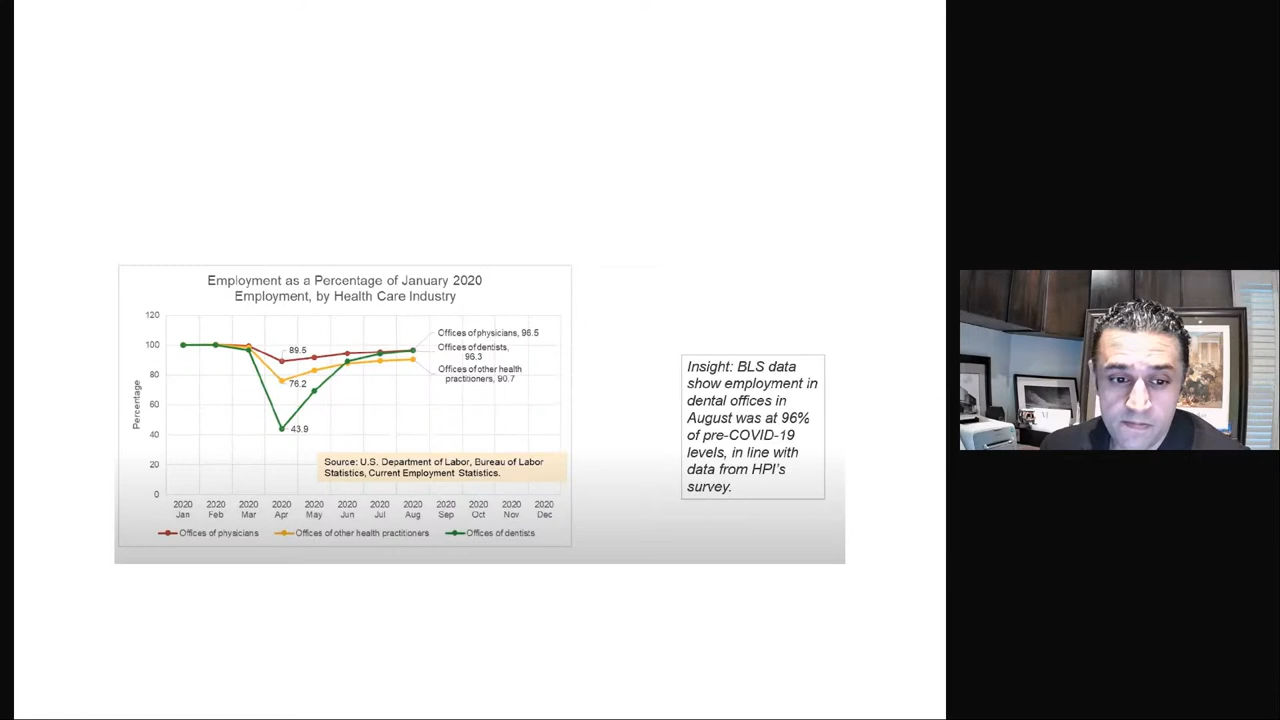 Employment as a Percentage of January 2020
Employment, by Health Care Industry
120
100
80
60
40
20
0
Percentage
89.5
76.2
43.9
Offices of physicians, 96.5
Offices of dentists,
96.3
Offices of other health
practitioners, 90.7
Source: U.S. Department of Labor, Bureau of Labor
Statistics, Current Employment Statistics.
2020 2020 2020 2020 2020 2020 2020 2020 2020 2020 2020 2020
Jan Feb Mar Apr May Jun Jul Aug Sep Oct Nov Dec
Offices of physicians Offices of other health practitioners Offices of dentists
Insight: BLS data
show employment in
dental offices in
August was at 96%
of pre-COVID-19
levels, in line with
data from HPI's
survey.